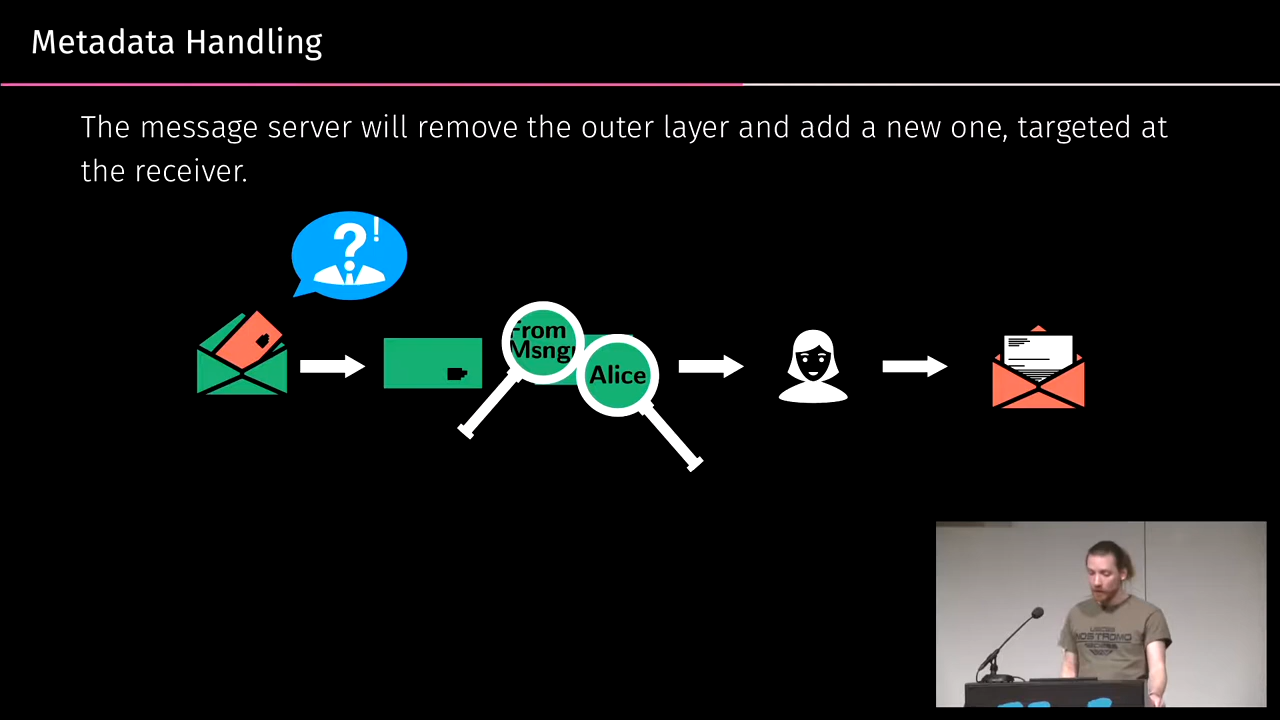 Metadata Handling
The message server will remove the outer layer and add a new one, targeted at
the receiver.
?!
From
Msngr
Alice
NOSTROMO